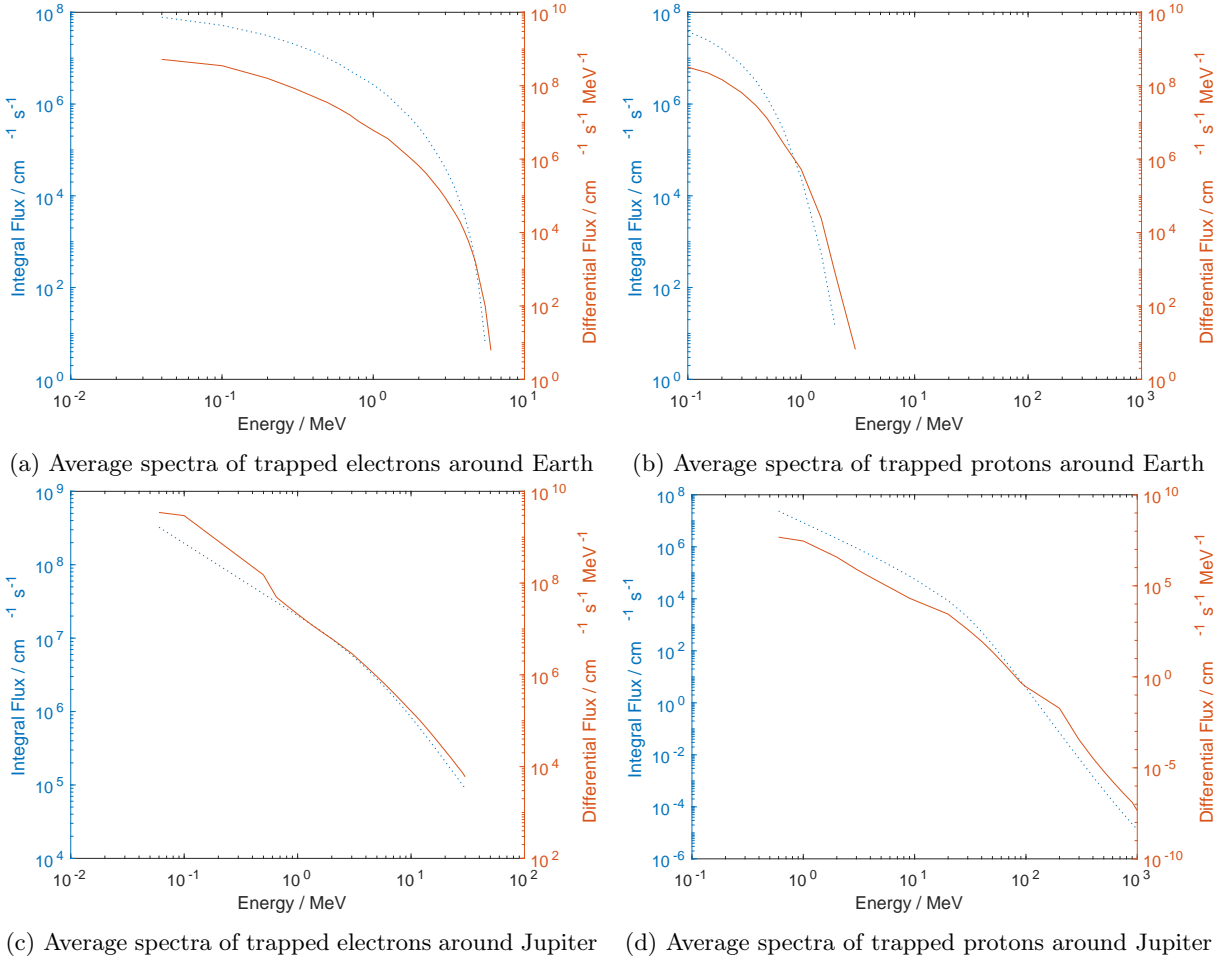 10^8
10^6
10^4
10^2
10^0
Integral Flux / cm ^-1 s^-1
10^10
10^8
10^6
10^4
10^2
10^0
Differential Flux / cm ^-1 s^-1 MeV^-1
10^-2 10^-1 10^0 10^1
Energy / MeV
(a) Average spectra of trapped electrons around Earth
10^8
10^6
10^4
10^2
10^0
Integral Flux / cm ^-1 s^-1
10^10
10^8
10^6
10^4
10^2
10^0
Differential Flux / cm ^-1 s^-1 MeV^-1
10^-1 10^0 10^1 10^2 10^3
Energy / MeV
(b) Average spectra of trapped protons around Earth
10^9
10^8
10^7
10^6
10^5
10^4
Integral Flux / cm ^-1 s^-1
10^10
10^8
10^6
10^4
10^2
Differential Flux / cm ^-1 s^-1 MeV^-1
10^-2 10^-1 10^0 10^1 10^2
Energy / MeV
(c) Average spectra of trapped electrons around Jupiter
10^8
10^6
10^4
10^2
10^0
10^-2
10^-4
10^-6
Integral Flux / cm ^-1 s^-1
10^10
10^5
10^0
10^-5
10^-10
Differential Flux / cm ^-1 s^-1 MeV^-1
10^-1 10^0 10^1 10^2 10^3
Energy / MeV
(d) Average spectra of trapped protons around Jupiter